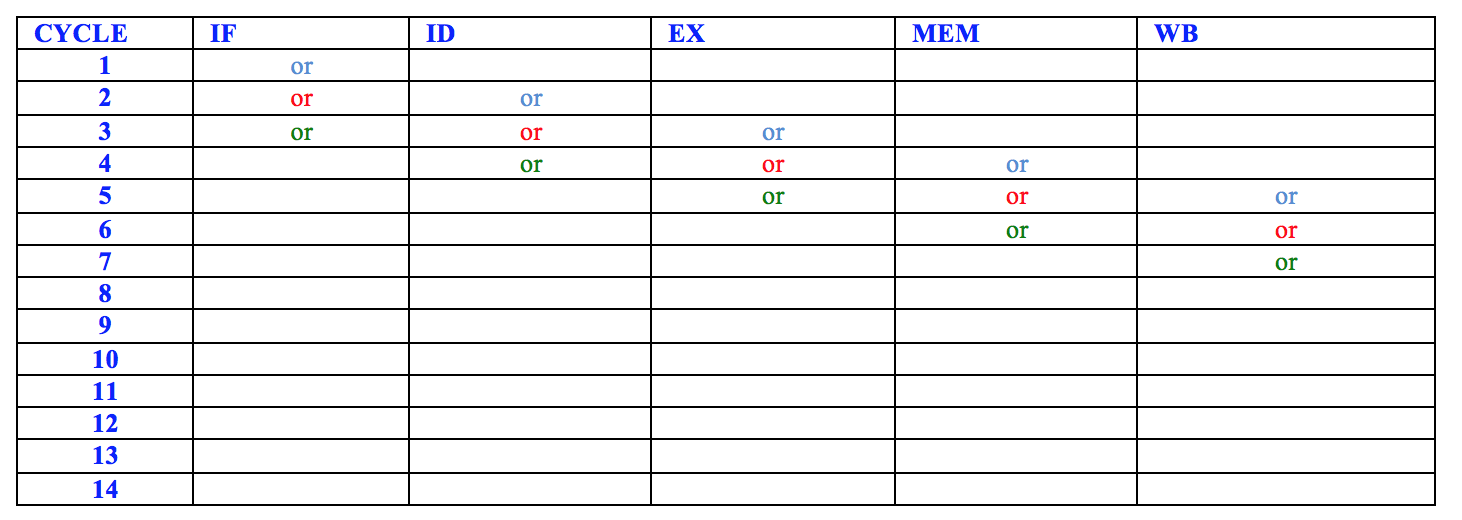 CYCLE IF ID EX MEM WB
1 or
2 or or
3 or or or
4 or or or
5 or or or
6 or or
7 or
8
9
10
11
12
13
14